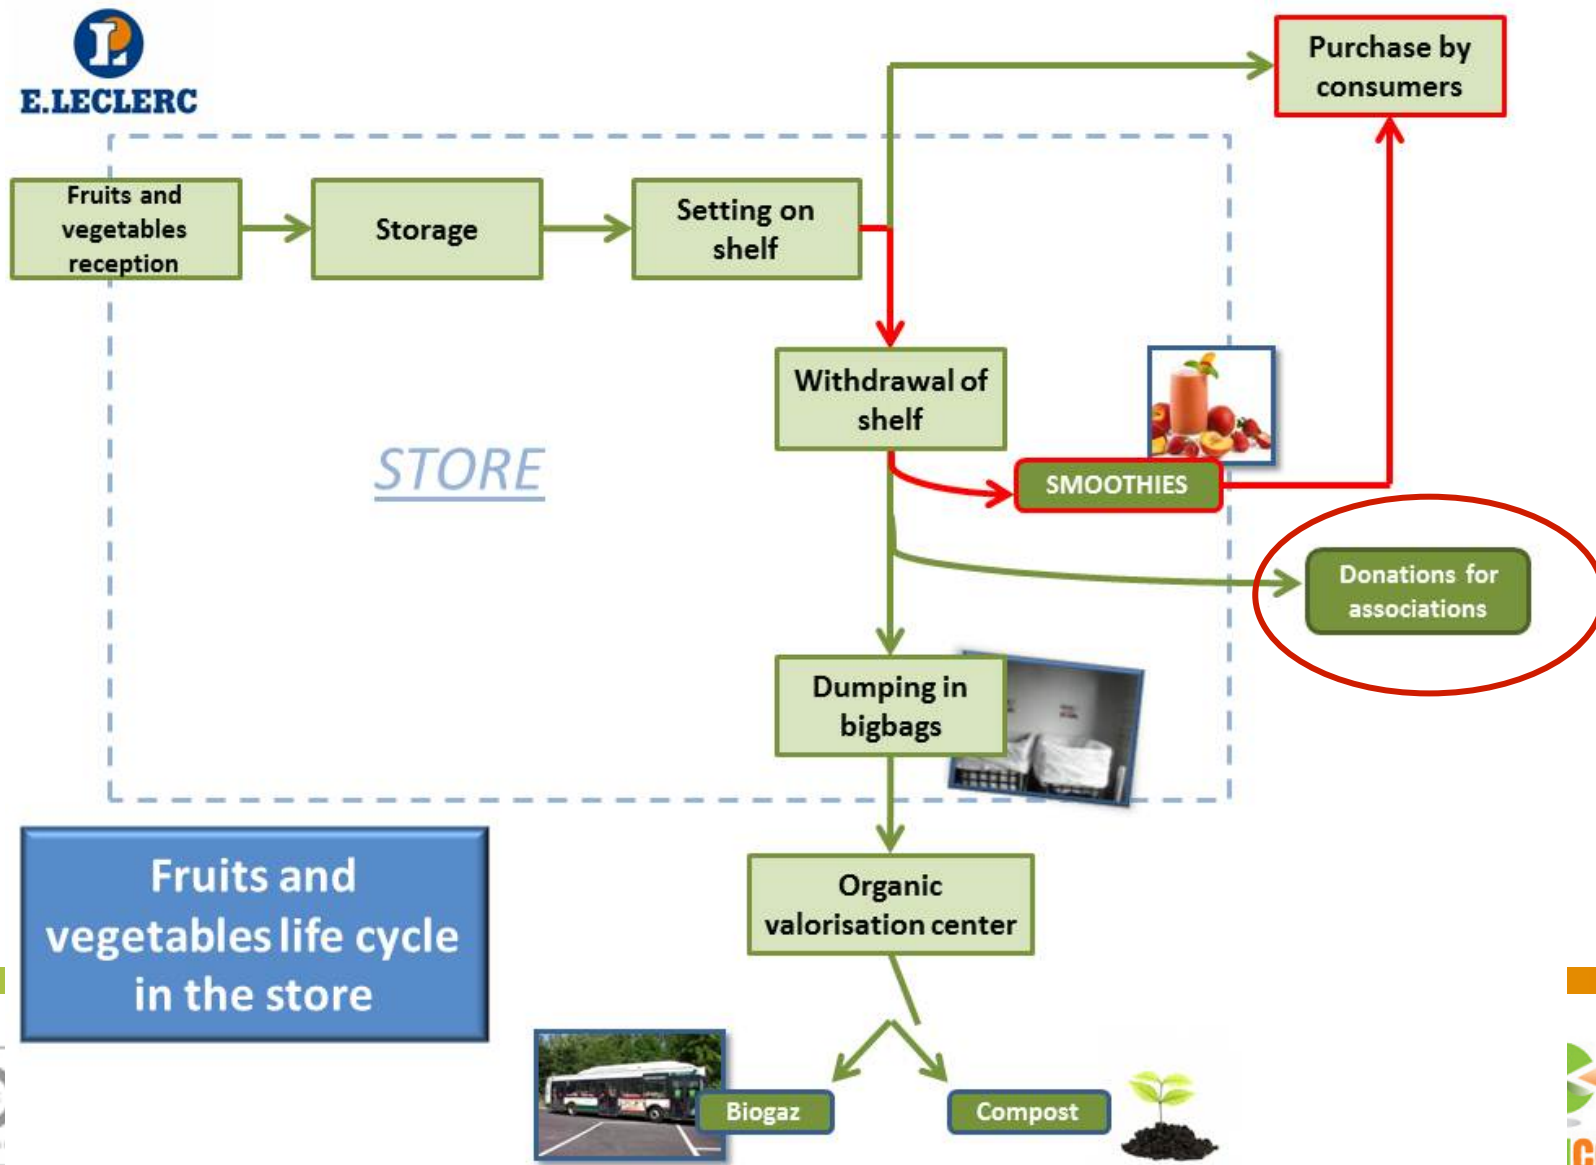 E.LECLERC
Purchase by
consumers
Fruits and
vegetables
reception
Storage
Setting on
shelf
Withdrawal of
shelf
STORE
SMOOTHIES
Donations for
associations
Dumping in
bigbags
Fruits and
vegetables life cycle
in the store
Organic
valorisation center
Biogaz
Compost